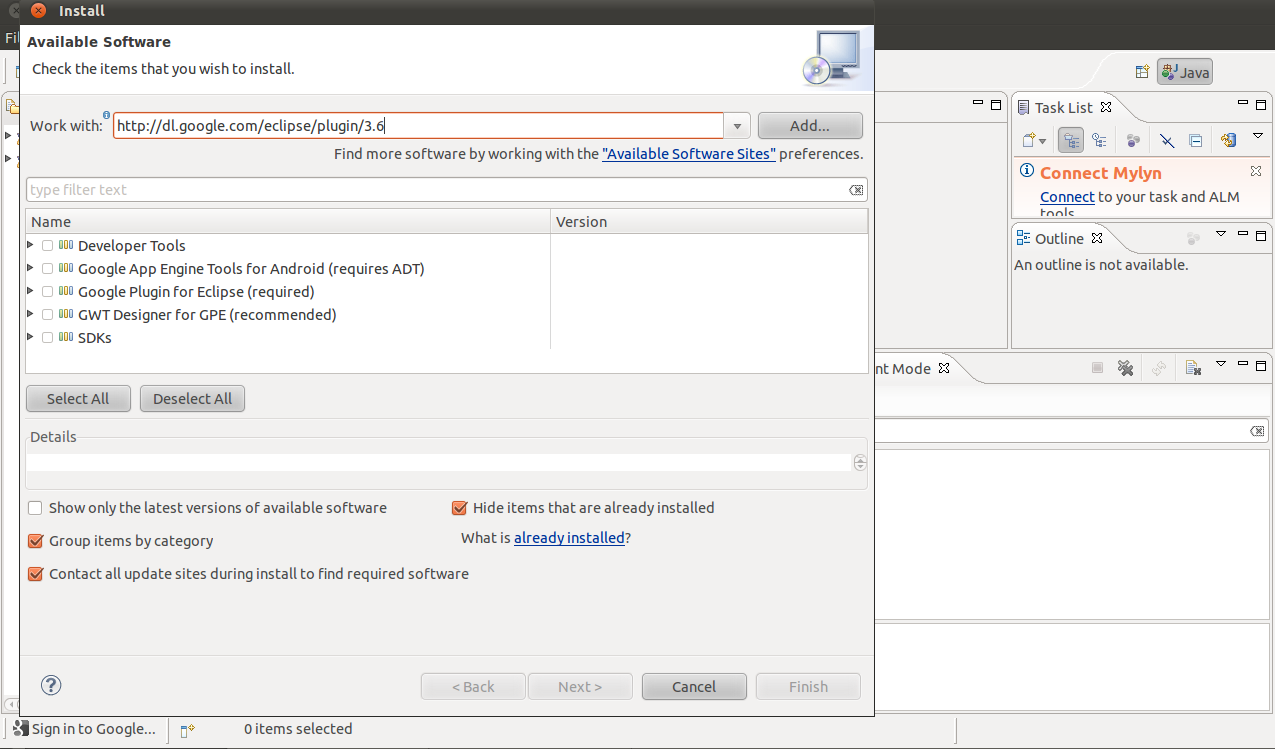 Install
Fil
Available Software
Check the items that you wish to install.
Java
Work with: http://dl.google.com/eclipse/plugin/3.6
Add...
Find more software by working with the "Available Software Sites" preferences.
type filter text
Name Version
Developer Tools
Google App Engine Tools for Android (requires ADT)
Google Plugin for Eclipse (required)
GWT Designer for GPE (recommended)
SDKs
Select All Deselect All
Details
Show only the latest versions of available software
Hide items that are already installed
Group items by category
What is already installed?
Contact all update sites during install to find required software
< Back Next > Cancel Finish
Task List
Connect Mylyn
Connect to your task and ALM
tools
Outline
An outline is not available.
nt Mode
Sign in to Google...
0 items selected